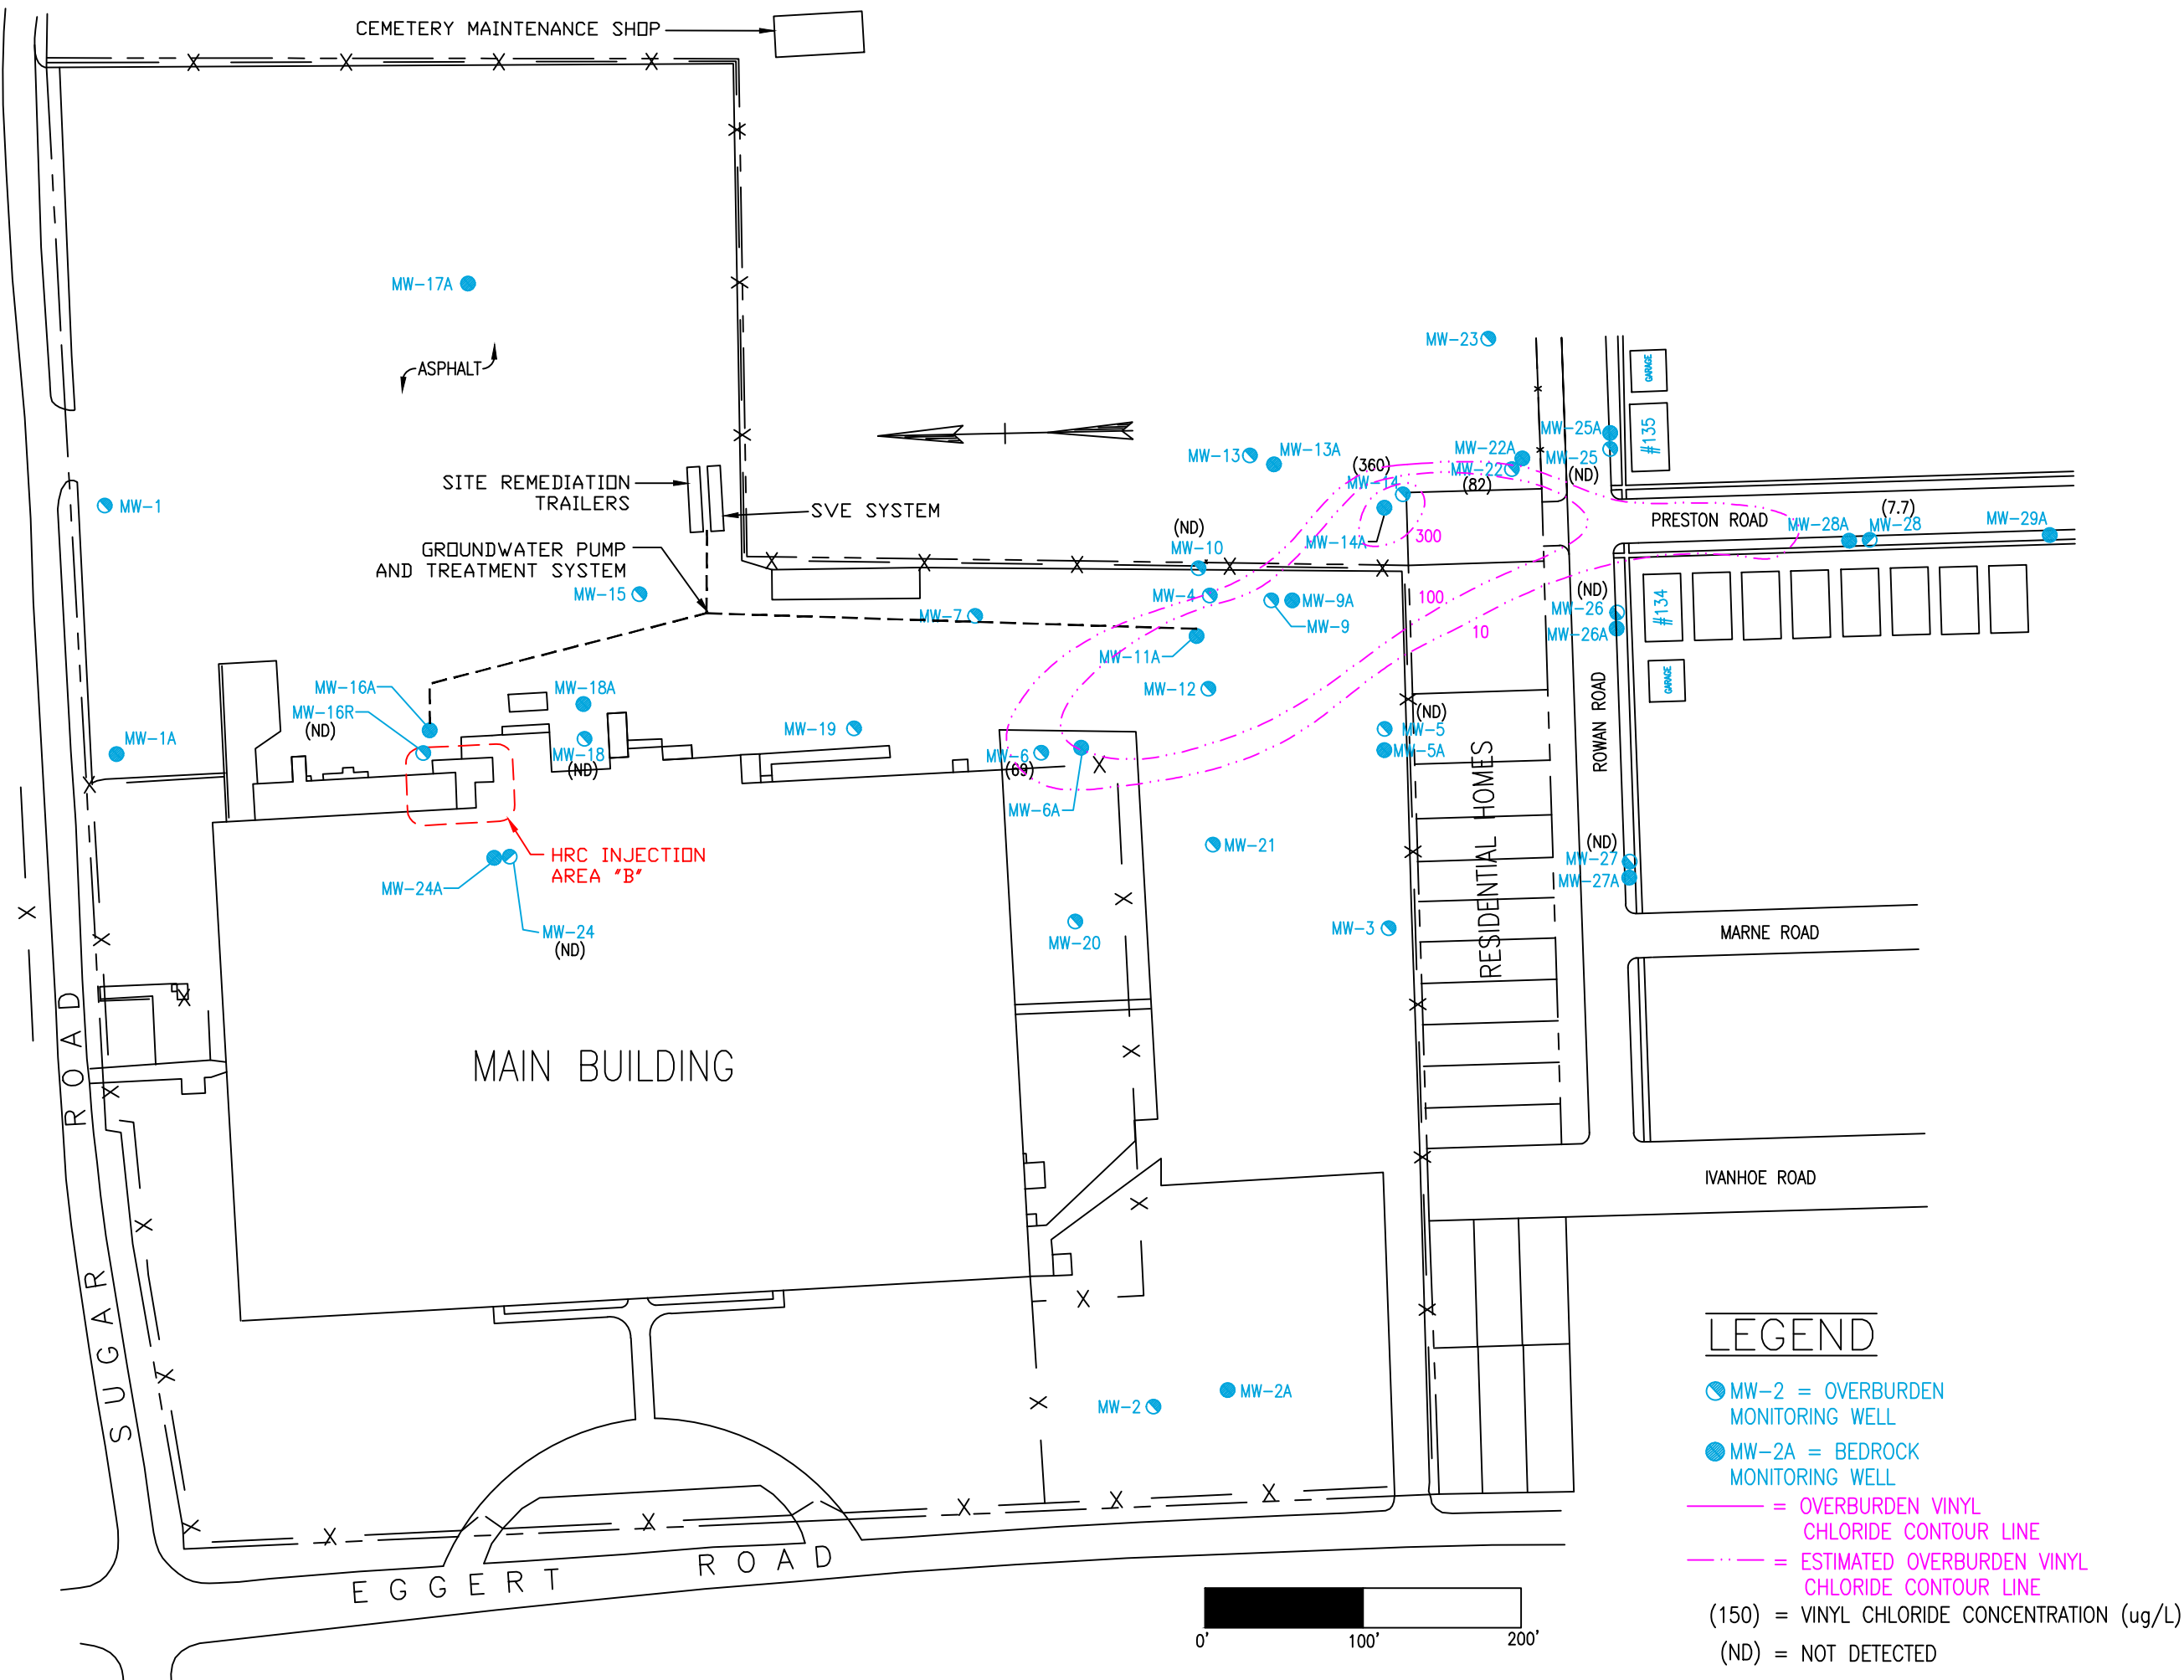 CEMETERY MAINTENANCE SHOP
MW-17A
ASPHALT
MW-23
GARAGE
#135
MW-25A
MW-25
(ND)
MW-22A
MW-22
(82)
MW-13
MW-13A
(360)
MW-14
MW-14A
300
SITE REMEDIATION
TRAILERS
SVE SYSTEM
MW-1
GROUNDWATER PUMP
AND TREATMENT SYSTEM
(ND)
MW-10
PRESTON ROAD
(7.7)
MW-28A
MW-28
MW-29A
MW-15
MW-7
MW-4
MW-9A
MW-9
100
10
(ND)
MW-26
MW-26A
#134
GARAGE
MW-11A
MW-12
MW-16A
MW-16R
(ND)
MW-18A
MW-18
(ND)
MW-19
MW-6
(69)
MW-6A
(ND)
MW-5
MW-5A
MW-1A
ROWAN ROAD
RESIDENTIAL HOMES
HRC INJECTION
AREA "B"
MW-24A
MW-24
(ND)
MW-21
MW-20
MW-3
(ND)
MW-27
MW-27A
MARNE ROAD
MAIN BUILDING
IVANHOE ROAD
SUGAR ROAD
MW-2
MW-2A
EGGERT ROAD
0'
100'
200'
LEGEND
MW-2 = OVERBURDEN
MONITORING WELL
MW-2A = BEDROCK
MONITORING WELL
= OVERBURDEN VINYL
CHLORIDE CONTOUR LINE
= ESTIMATED OVERBURDEN VINYL
CHLORIDE CONTOUR LINE
(150) = VINYL CHLORIDE CONCENTRATION (ug/L)
(ND) = NOT DETECTED